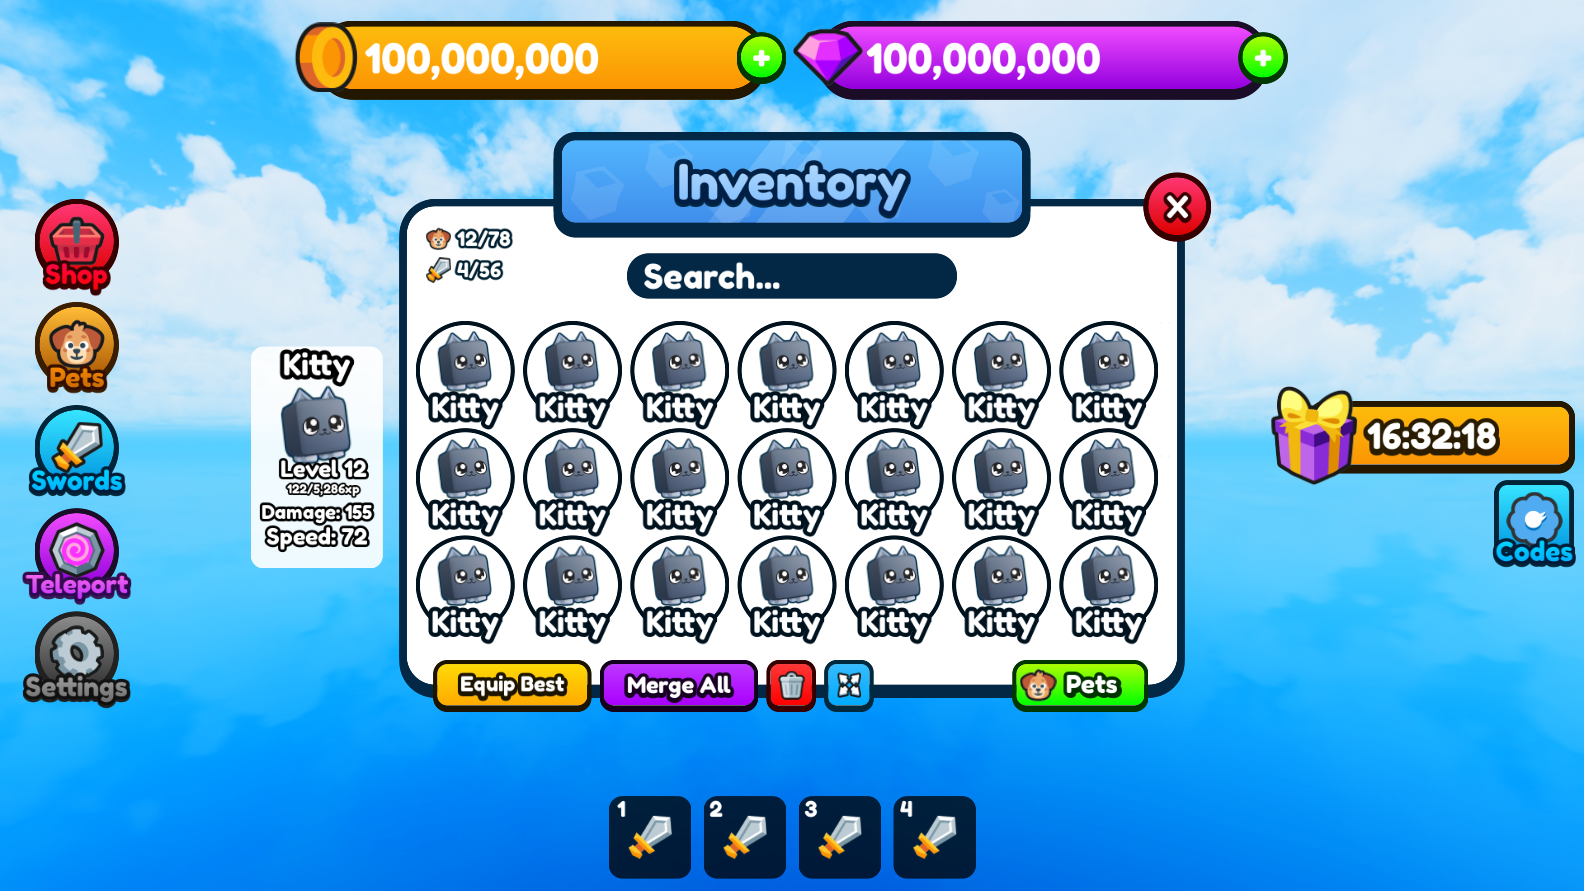 100,000,000
100,000,000
Inventory
12/78
4/56
Search...
Shop
Pets
Swords
Teleport
Settings
Kitty
Level 12
122/5,286xp
Damage: 155
Speed: 72
Kitty Kitty Kitty Kitty Kitty Kitty Kitty
Kitty Kitty Kitty Kitty Kitty Kitty Kitty
Kitty Kitty Kitty Kitty Kitty Kitty Kitty
Equip Best
Merge All
Pets
16:32:18
Codes
1 2 3 4